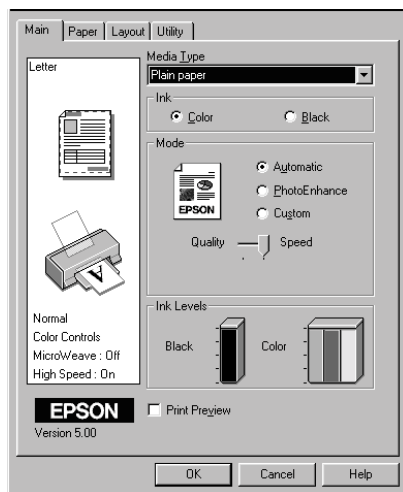 Main Paper Layout Utility
Letter
Media Type
Plain paper
Ink
Color Black
Mode
Automatic
PhotoEnhance
Custom
EPSON
Quality Speed
A
Normal
Color Controls
MicroWeave : Off
High Speed : On
Ink Levels
Black Color
EPSON
Version 5.00
Print Preview
OK Cancel Help